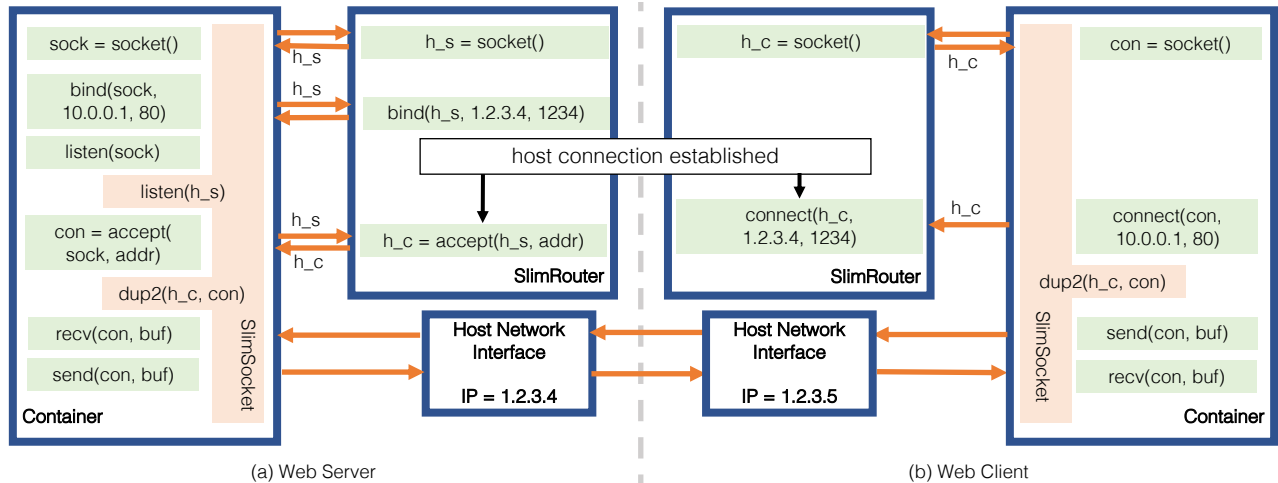 sock = socket()
bind(sock,
10.0.0.1, 80)
listen(sock)
listen(h_s)
con = accept(
sock, addr)
dup2(h_c, con)
recv(con, buf)
send(con, buf)
SlimSocket
Container
h_s
h_s
h_s
h_c
h_s = socket()
bind(h_s, 1.2.3.4, 1234)
host connection established
h_c = accept(h_s, addr)
SlimRouter
Host Network
Interface
IP = 1.2.3.4
(a) Web Server
h_c = socket()
connect(h_c,
1.2.3.4, 1234)
SlimRouter
Host Network
Interface
IP = 1.2.3.5
h_c
h_c
con = socket()
connect(con,
10.0.0.1, 80)
dup2(h_c, con)
SlimSocket
send(con, buf)
recv(con, buf)
Container
(b) Web Client